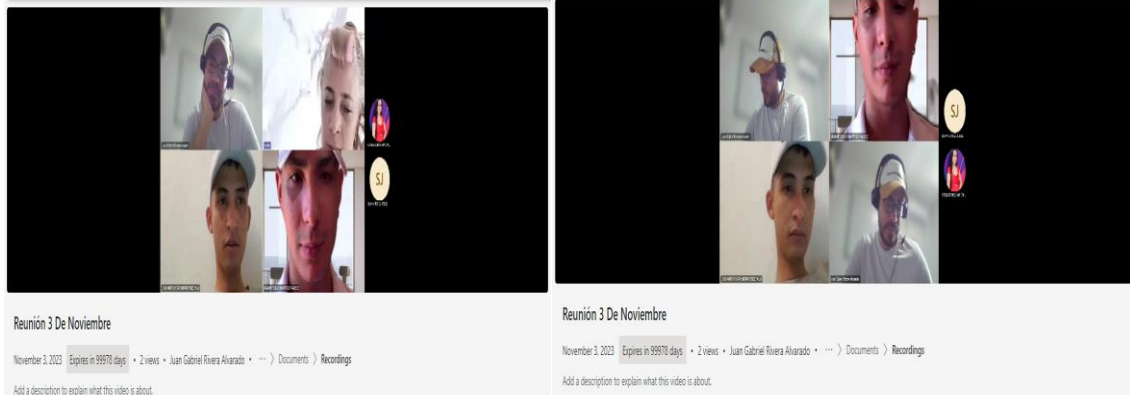 SJ
Reunión 3 De Noviembre
November 3, 2023 Expires in 99978 days • 2 views • Juan Gabriel Rivera Alvarado • ··· > Documents > Recordings
Add a description to explain what this video is about.
SJ
Reunión 3 De Noviembre
November 3, 2023 Expires in 99978 days • 2 views • Juan Gabriel Rivera Alvarado • ··· > Documents > Recordings
Add a description to explain what this video is about.